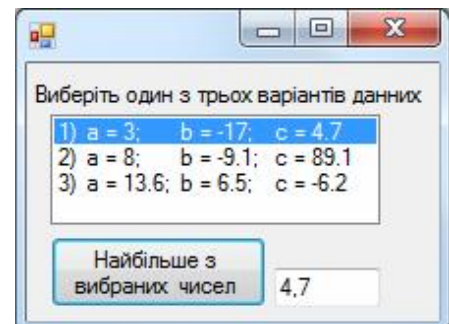 Виберіть один з трьох варіантів данних
1) a = 3; b = -17; c = 4.7
2) a = 8; b = -9.1; c = 89.1
3) a = 13.6; b = 6.5; c = -6.2
Найбільше з
вибраних чисел
4,7